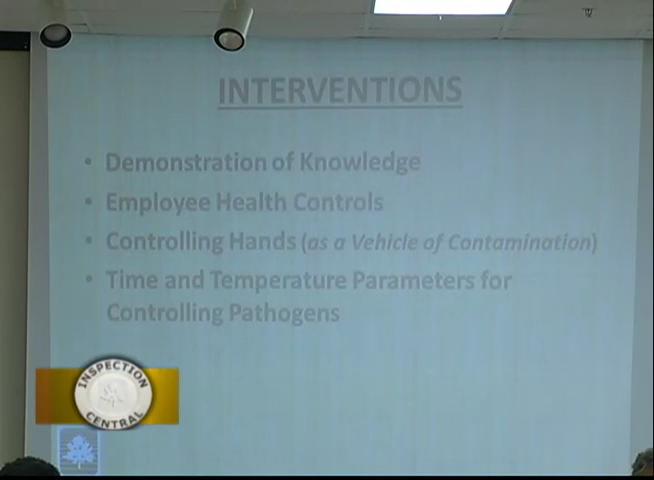 INTERVENTIONS
• Demonstration of Knowledge
• Employee Health Controls
• Controlling Hands (as a Vehicle of Contamination)
• Time and Temperature Parameters for
Controlling Pathogens
INSPECTION
CENTRAL